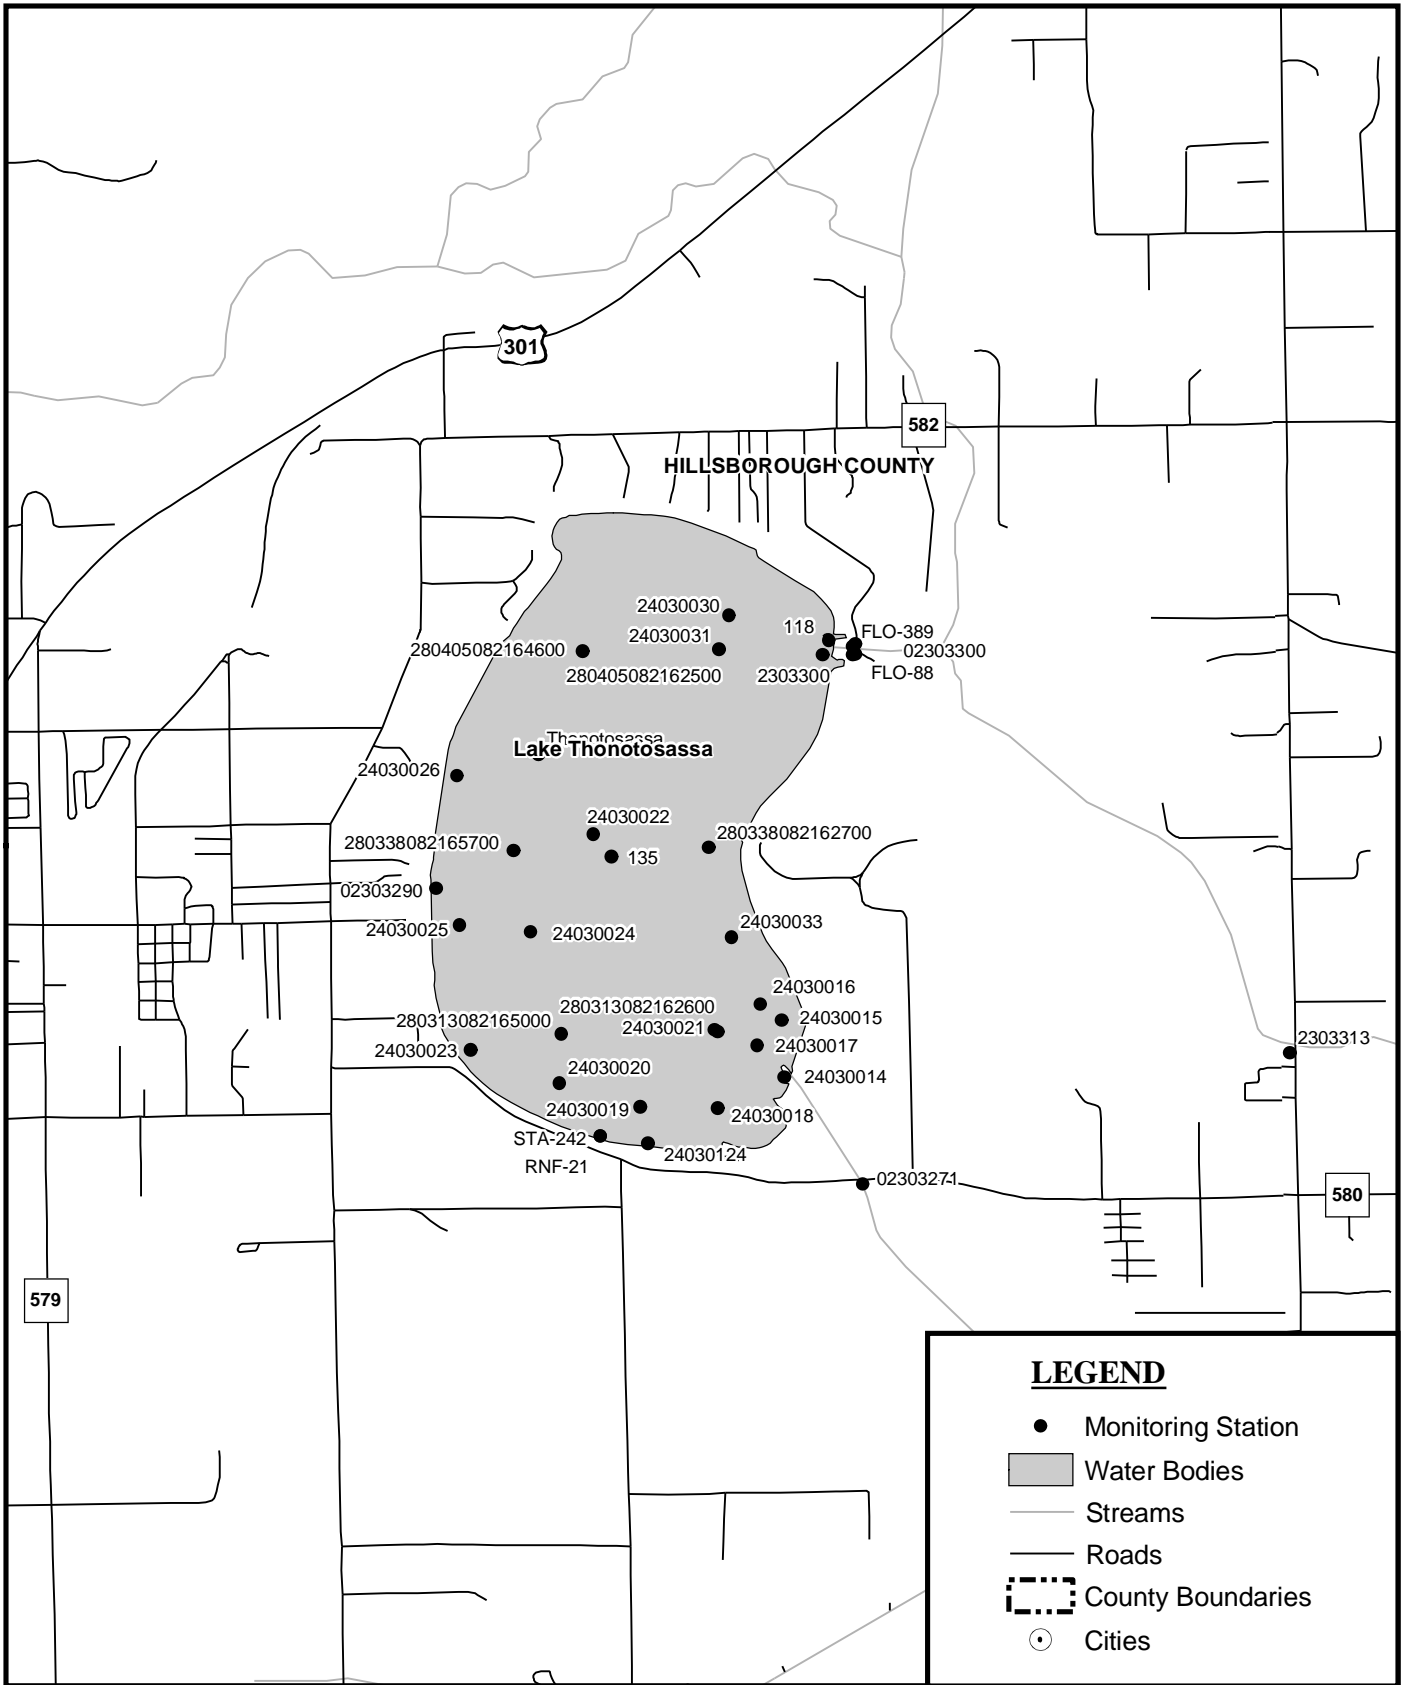 301
582
HILLSBOROUGH COUNTY
24030030
118
FLO-389
24030031
280405082164600
02303300
280405082162500
2303300
FLO-88
Thonotosassa
Lake Thonotosassa
24030026
24030022
280338082162700
280338082165700
135
02303290
24030033
24030025
24030024
24030016
280313082162600
24030015
280313082165000
24030021
2303313
24030023
24030017
24030020
24030014
24030019
24030018
STA-242
24030124
RNF-21
02303271
580
579
LEGEND
Monitoring Station
Water Bodies
Streams
Roads
County Boundaries
Cities